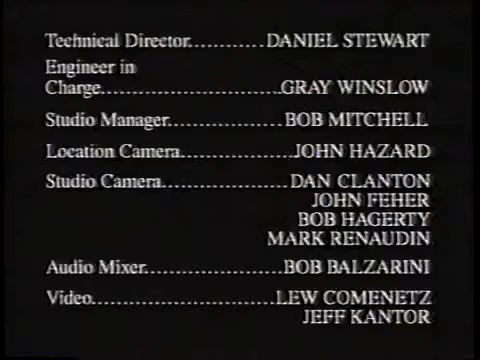 Technical Director............DANIEL STEWART
Engineer in
Charge............................GRAY WINSLOW
Studio Manager..................BOB MITCHELL
Location Camera.................JOHN HAZARD
Studio Camera....................DAN CLANTON
JOHN FEHER
BOB HAGERTY
MARK RENAUDIN
Audio Mixer.....................BOB BALZARINI
Video.............................LEW COMENETZ
JEFF KANTOR